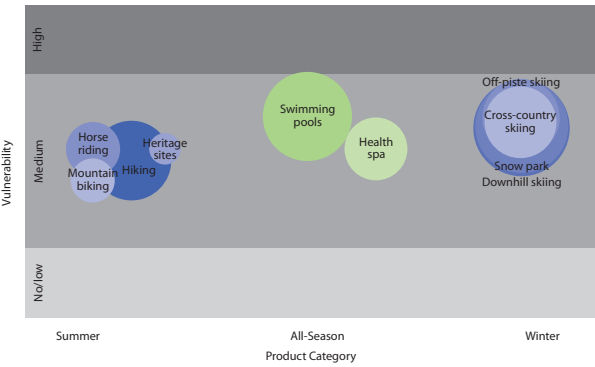 High
Off-piste skiing
Swimming
pools
Cross-country
skiing
Horse
riding
Heritage
sites
Health
spa
Vulnerability
Medium
Mountain
biking
Hiking
Snow park
Downhill skiing
No/low
Summer
All-Season
Winter
Product Category